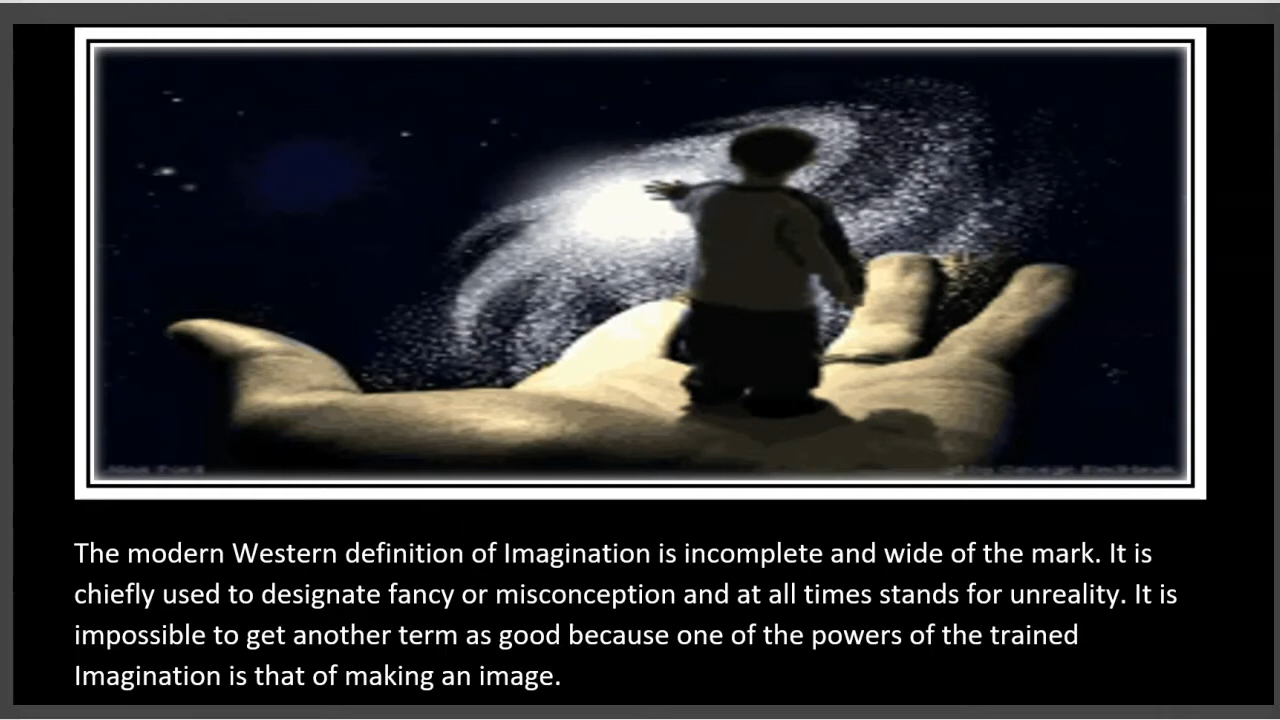 The modern Western definition of Imagination is incomplete and wide of the mark. It is
chiefly used to designate fancy or misconception and at all times stands for unreality. It is
impossible to get another term as good because one of the powers of the trained
Imagination is that of making an image.